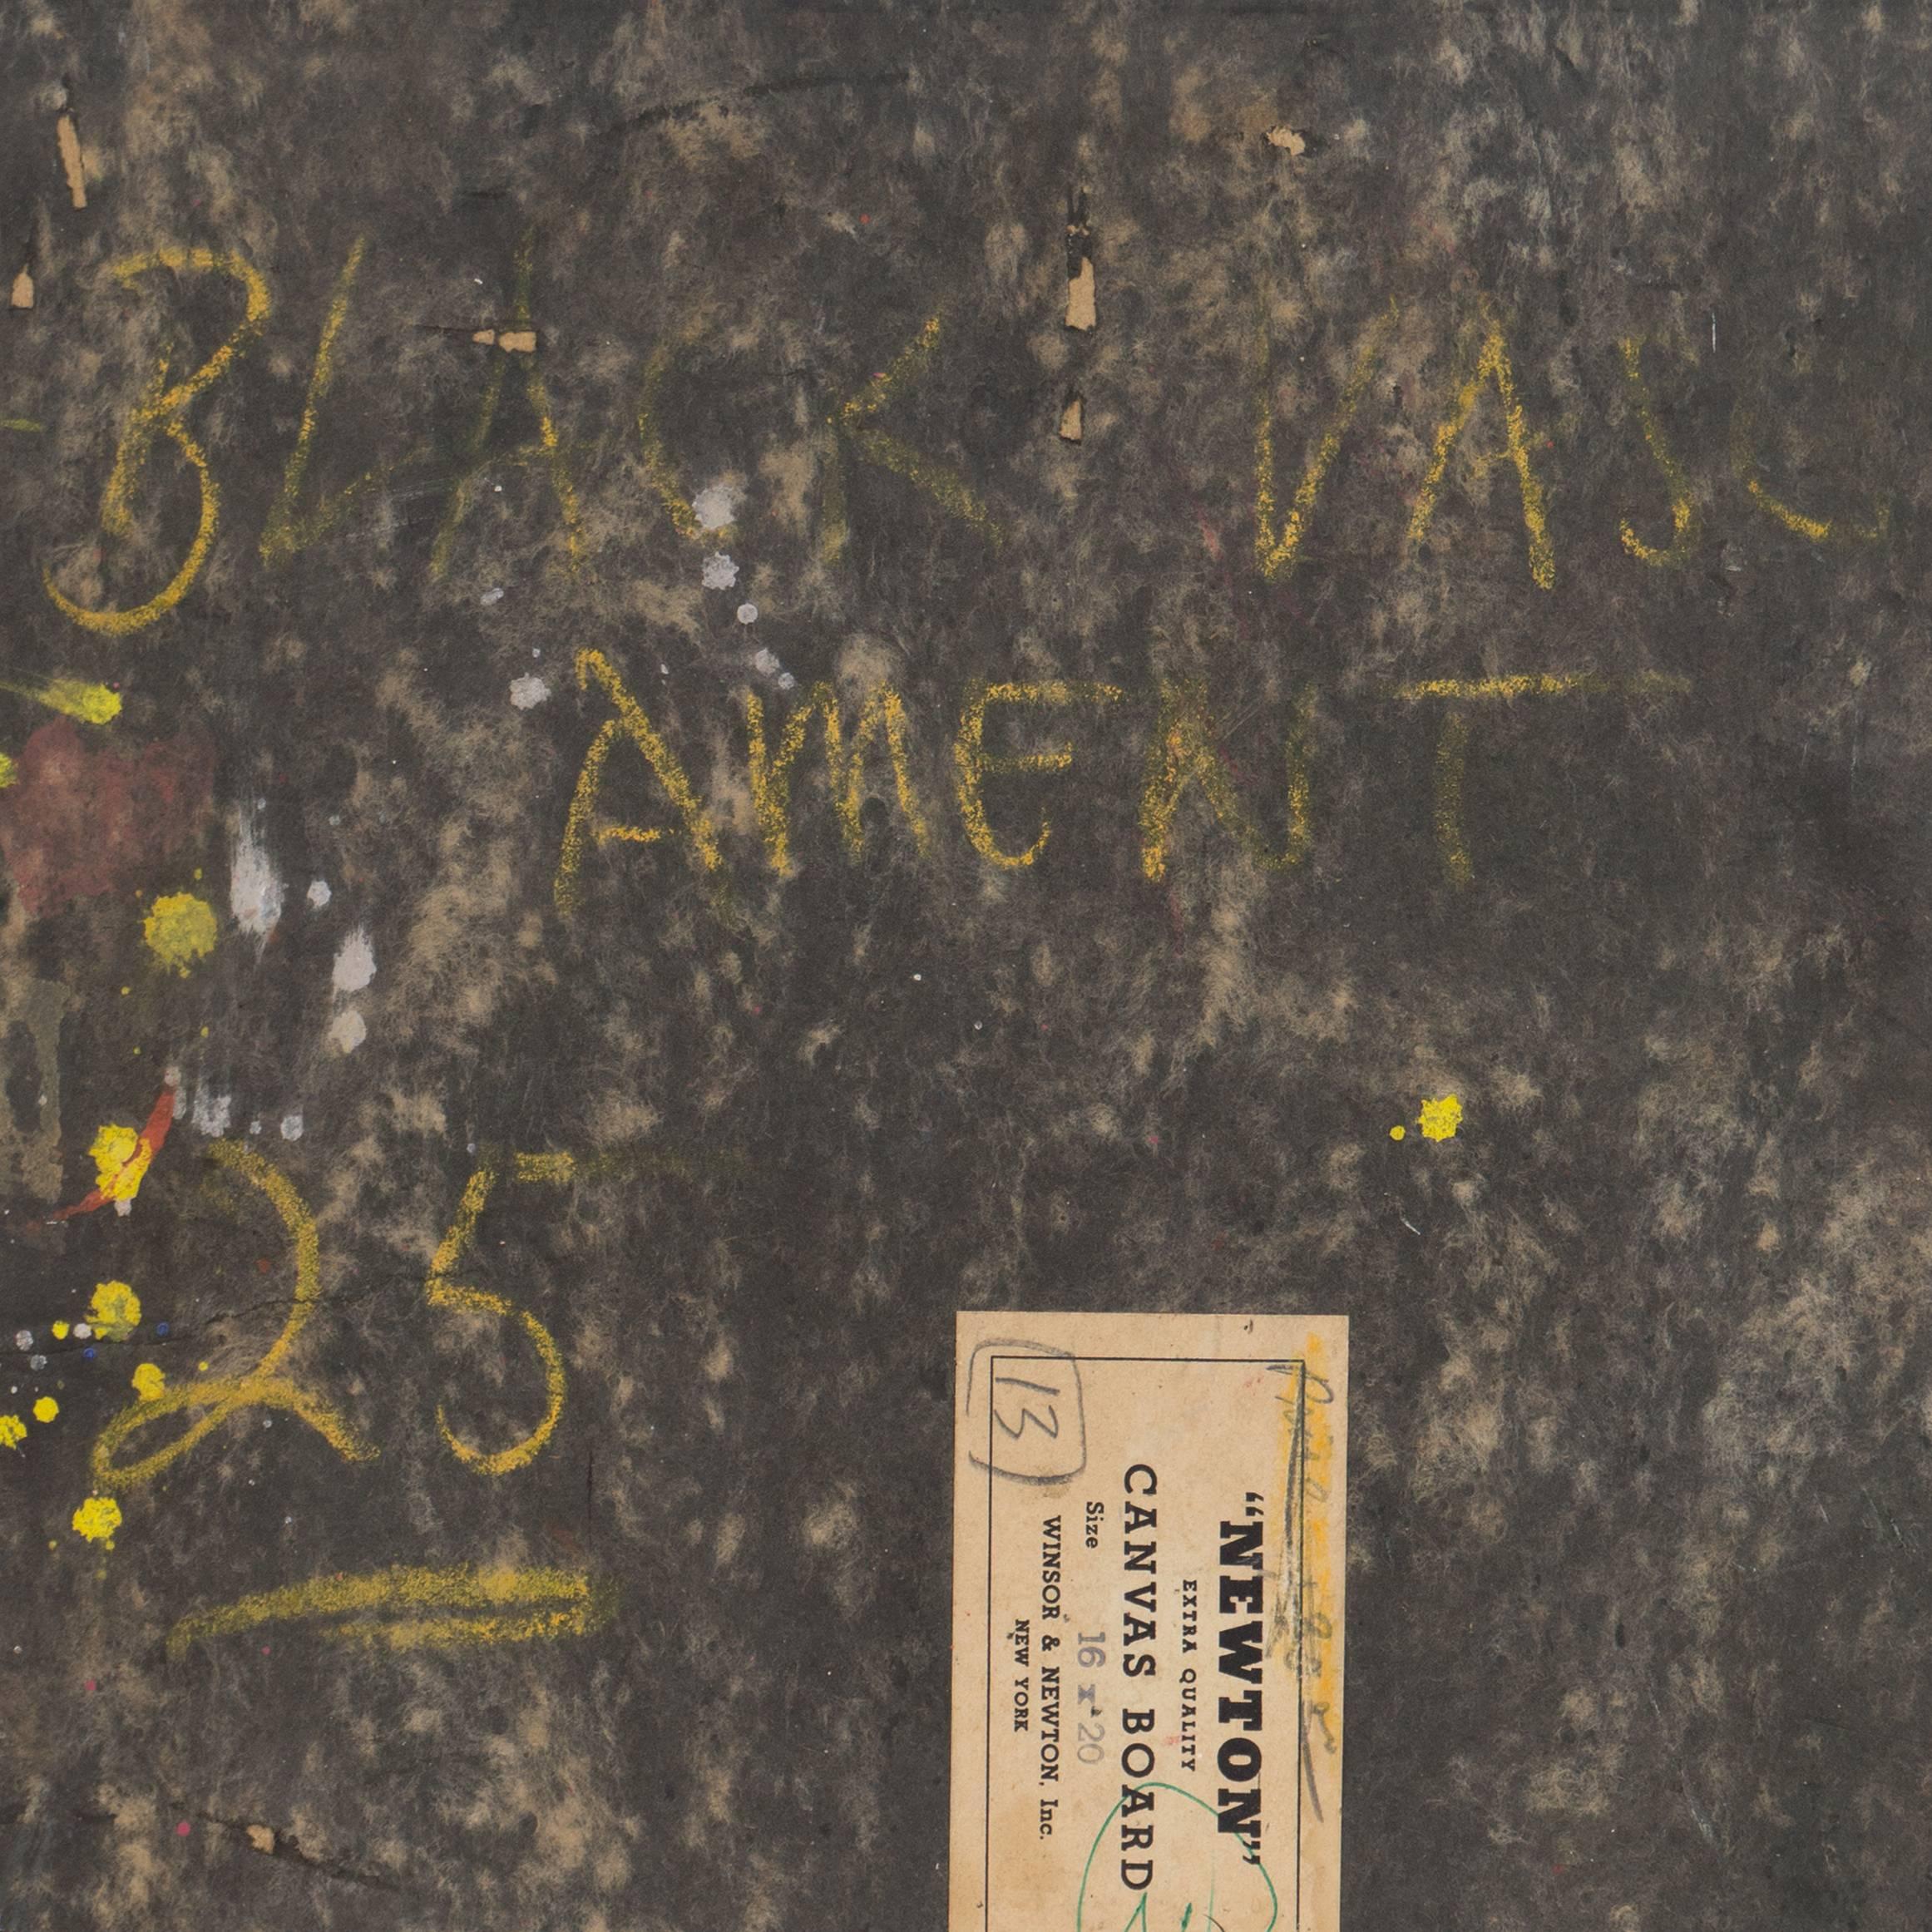 BLACK VASE
AMENT
25
13
"NEWTON"
EXTRA QUALITY
CANVAS BOARD
Size 16 x 20
WINSOR & NEWTON, Inc.
NEW YORK